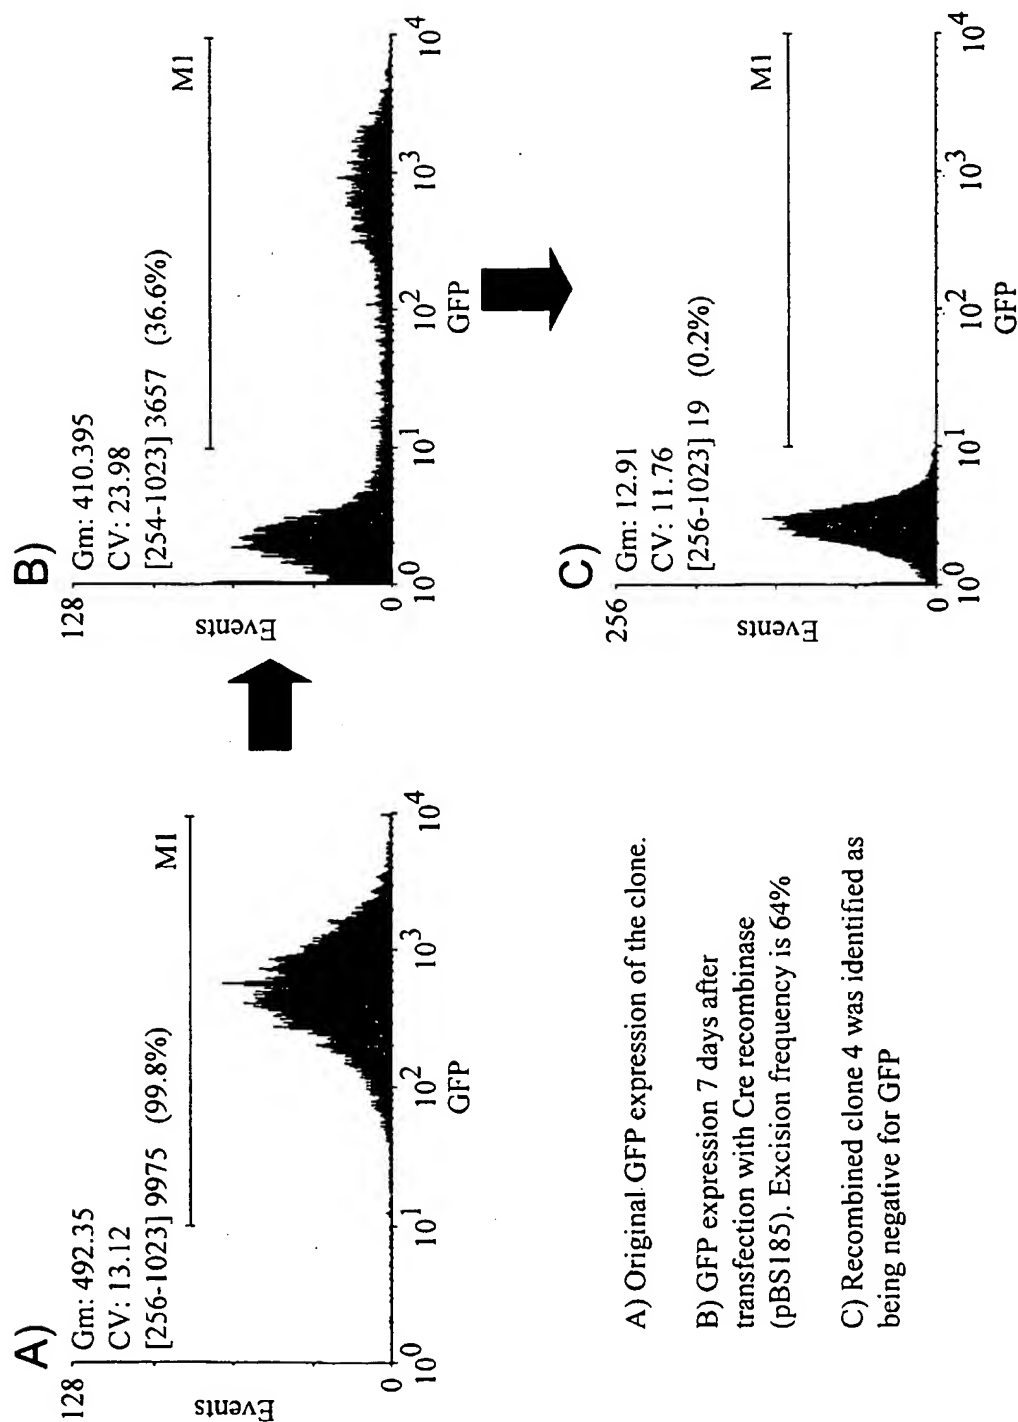 A)
128
Gm: 492.35
CV: 13.12
[256-1023] 9975 (99.8%)
M1
Events
0
10^0 10^1 10^2 10^3 10^4
GFP
B)
128
Gm: 410.395
CV: 23.98
[254-1023] 3657 (36.6%)
M1
Events
0
10^0 10^1 10^2 10^3 10^4
GFP
C)
256
Gm: 12.91
CV: 11.76
[256-1023] 19 (0.2%)
M1
Events
0
10^0 10^1 10^2 10^3 10^4
GFP
A) Original GFP expression of the clone.
B) GFP expression 7 days after
transfection with Cre recombinase
(pBS185). Excision frequency is 64%
C) Recombined clone 4 was identified as
being negative for GFP